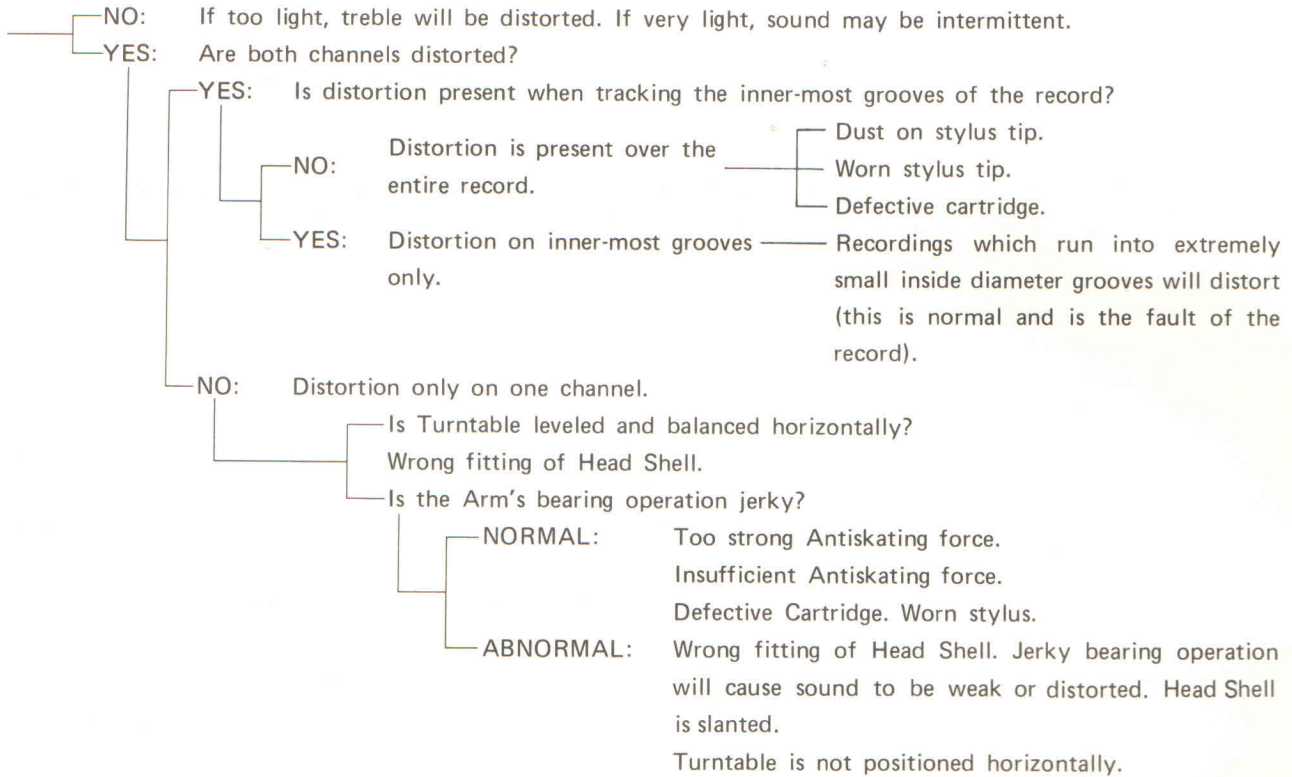 NO: If too light, treble will be distorted. If very light, sound may be intermittent.
YES: Are both channels distorted?
YES: Is distortion present when tracking the inner-most grooves of the record?
NO: Distortion is present over the
entire record.
Dust on stylus tip.
Worn stylus tip.
Defective cartridge.
YES: Distortion on inner-most grooves
only.
Recordings which run into extremely
small inside diameter grooves will distort
(this is normal and is the fault of the
record).
NO: Distortion only on one channel.
Is Turntable leveled and balanced horizontally?
Wrong fitting of Head Shell.
Is the Arm's bearing operation jerky?
NORMAL: Too strong Antiskating force.
Insufficient Antiskating force.
Defective Cartridge. Worn stylus.
ABNORMAL: Wrong fitting of Head Shell. Jerky bearing operation
will cause sound to be weak or distorted. Head Shell
is slanted.
Turntable is not positioned horizontally.